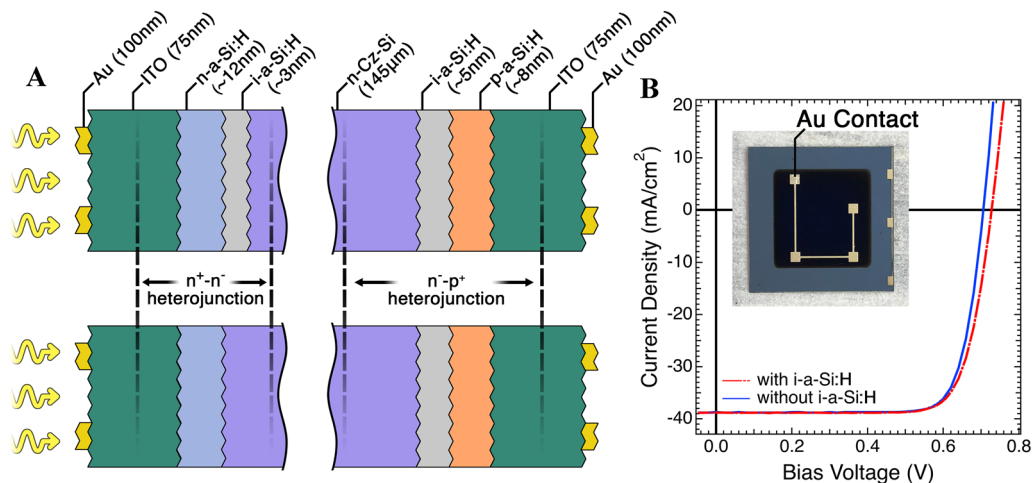 A
Au (100nm)
ITO (75nm)
n-a-Si:H
(~12nm)
i-a-Si:H
(~3nm)
n-Cz-Si
(145μm)
i-a-Si:H
(~5nm)
p-a-Si:H
(~8nm)
ITO (75nm)
Au (100nm)
n⁺-n⁻
heterojunction
n⁻-p⁺
heterojunction
B
20
10
0
-10
-20
-30
-40
Current Density (mA/cm²)
Au Contact
with i-a-Si:H
without i-a-Si:H
0.0
0.2
0.4
0.6
0.8
Bias Voltage (V)